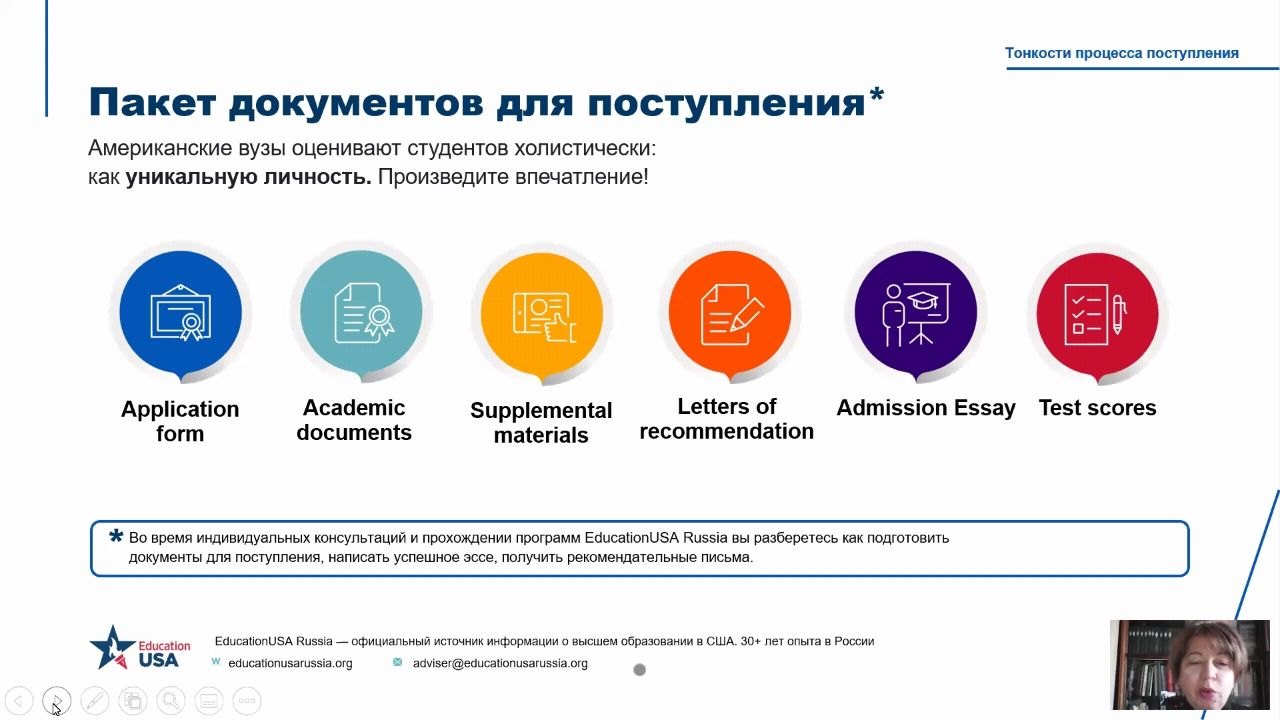 Тонкости процесса поступления
Пакет документов для поступления*
Американские вузы оценивают студентов холистически:
как уникальную личность. Произведите впечатление!
Application
form
Academic
documents
Supplemental
materials
Letters of
recommendation
Admission Essay
Test scores
* Во время индивидуальных консультаций и прохождении программ EducationUSA Russia вы разберетесь как подготовить
документы для поступления, написать успешное эссе, получить рекомендательные письма.
Education
USA
EducationUSA Russia — официальный источник информации о высшем образовании в США. 30+ лет опыта в России
W educationusarussia.org
adviser@educationusarussia.org